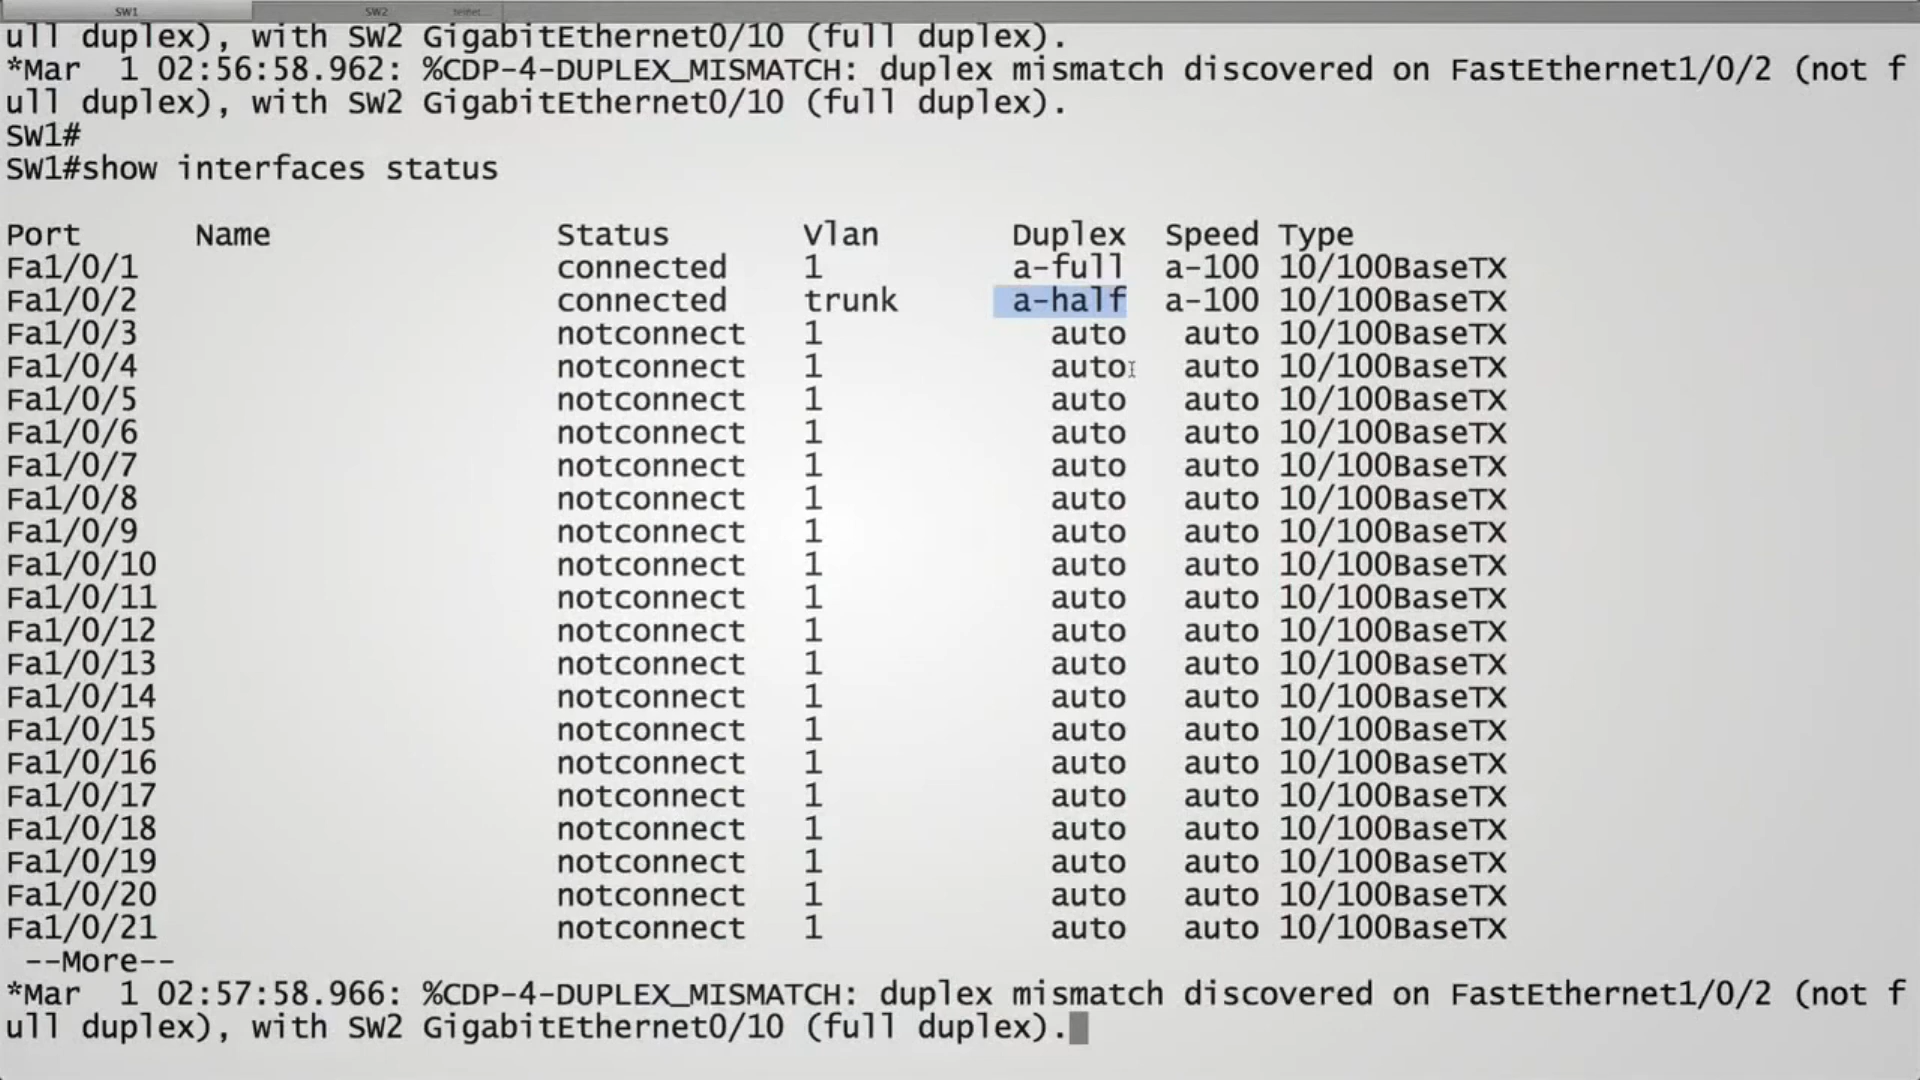 SW1 SW2 telnet...
ull duplex), with SW2 GigabitEthernet0/10 (full duplex).
*Mar  1 02:56:58.962: %CDP-4-DUPLEX_MISMATCH: duplex mismatch discovered on FastEthernet1/0/2 (not f
ull duplex), with SW2 GigabitEthernet0/10 (full duplex).
SW1#
SW1#show interfaces status
Port Name Status Vlan Duplex Speed Type
Fa1/0/1 connected 1 a-full a-100 10/100BaseTX
Fa1/0/2 connected trunk a-half a-100 10/100BaseTX
Fa1/0/3 notconnect 1 auto auto 10/100BaseTX
Fa1/0/4 notconnect 1 auto auto 10/100BaseTX
Fa1/0/5 notconnect 1 auto auto 10/100BaseTX
Fa1/0/6 notconnect 1 auto auto 10/100BaseTX
Fa1/0/7 notconnect 1 auto auto 10/100BaseTX
Fa1/0/8 notconnect 1 auto auto 10/100BaseTX
Fa1/0/9 notconnect 1 auto auto 10/100BaseTX
Fa1/0/10 notconnect 1 auto auto 10/100BaseTX
Fa1/0/11 notconnect 1 auto auto 10/100BaseTX
Fa1/0/12 notconnect 1 auto auto 10/100BaseTX
Fa1/0/13 notconnect 1 auto auto 10/100BaseTX
Fa1/0/14 notconnect 1 auto auto 10/100BaseTX
Fa1/0/15 notconnect 1 auto auto 10/100BaseTX
Fa1/0/16 notconnect 1 auto auto 10/100BaseTX
Fa1/0/17 notconnect 1 auto auto 10/100BaseTX
Fa1/0/18 notconnect 1 auto auto 10/100BaseTX
Fa1/0/19 notconnect 1 auto auto 10/100BaseTX
Fa1/0/20 notconnect 1 auto auto 10/100BaseTX
Fa1/0/21 notconnect 1 auto auto 10/100BaseTX
--More--
*Mar  1 02:57:58.966: %CDP-4-DUPLEX_MISMATCH: duplex mismatch discovered on FastEthernet1/0/2 (not f
ull duplex), with SW2 GigabitEthernet0/10 (full duplex).